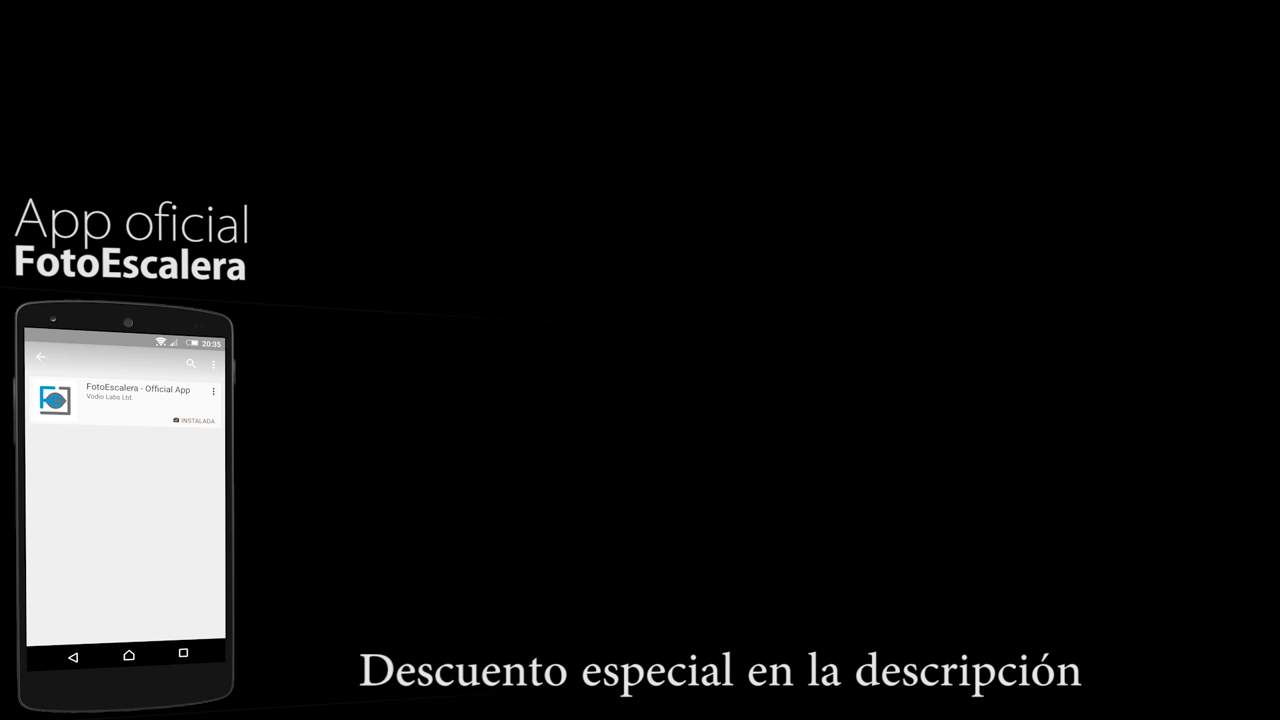 App oficial
FotoEscalera
20:35
FotoEscalera - Official App
Vodio Labs Ltd.
INSTALADA
Descuento especial en la descripción